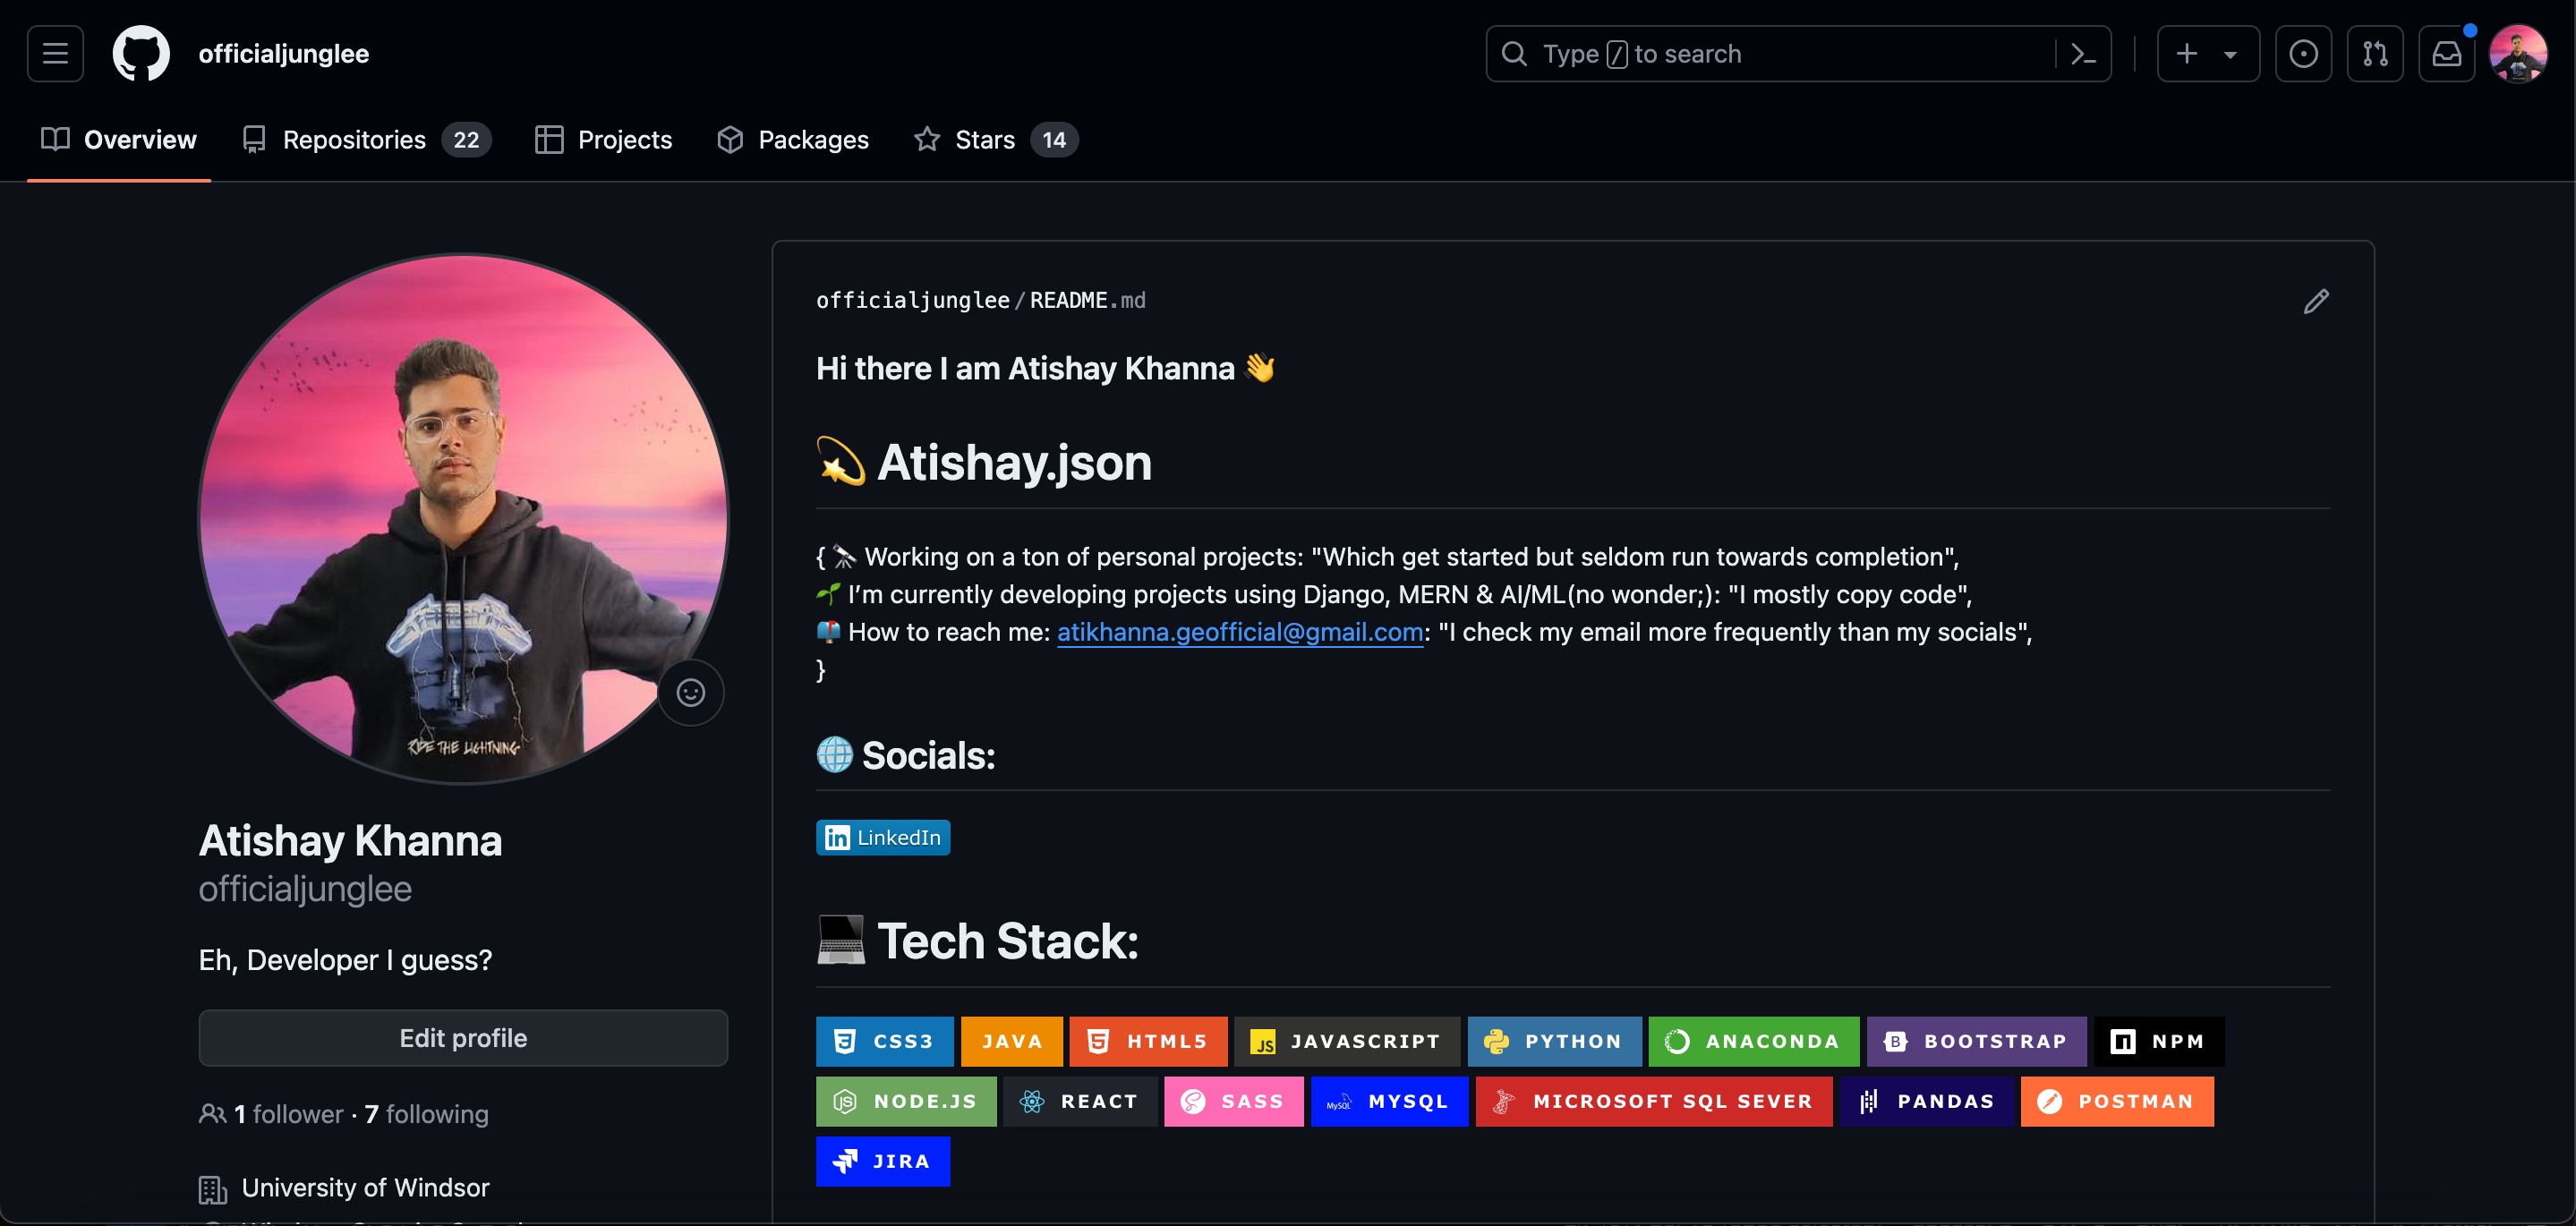 officialjunglee
Type / to search
Overview
Repositories 22
Projects
Packages
Stars 14
officialjunglee/README.md
Hi there I am Atishay Khanna 👋
💫 Atishay.json
{ 🔭 Working on a ton of personal projects: "Which get started but seldom run towards completion",
🌱 I’m currently developing projects using Django, MERN & AI/ML(no wonder;): "I mostly copy code",
📫 How to reach me: atikhanna.geofficial@gmail.com: "I check my email more frequently than my socials",
}
🌐 Socials:
in LinkedIn
💻 Tech Stack:
CSS3 JAVA HTML5 JS JAVASCRIPT PYTHON ANACONDA B BOOTSTRAP NPM
NODE.JS REACT SASS MySQL MYSQL MICROSOFT SQL SEVER PANDAS POSTMAN
JIRA
RIDE THE LIGHTNING
Atishay Khanna
officialjunglee
Eh, Developer I guess?
Edit profile
1 follower · 7 following
University of Windsor